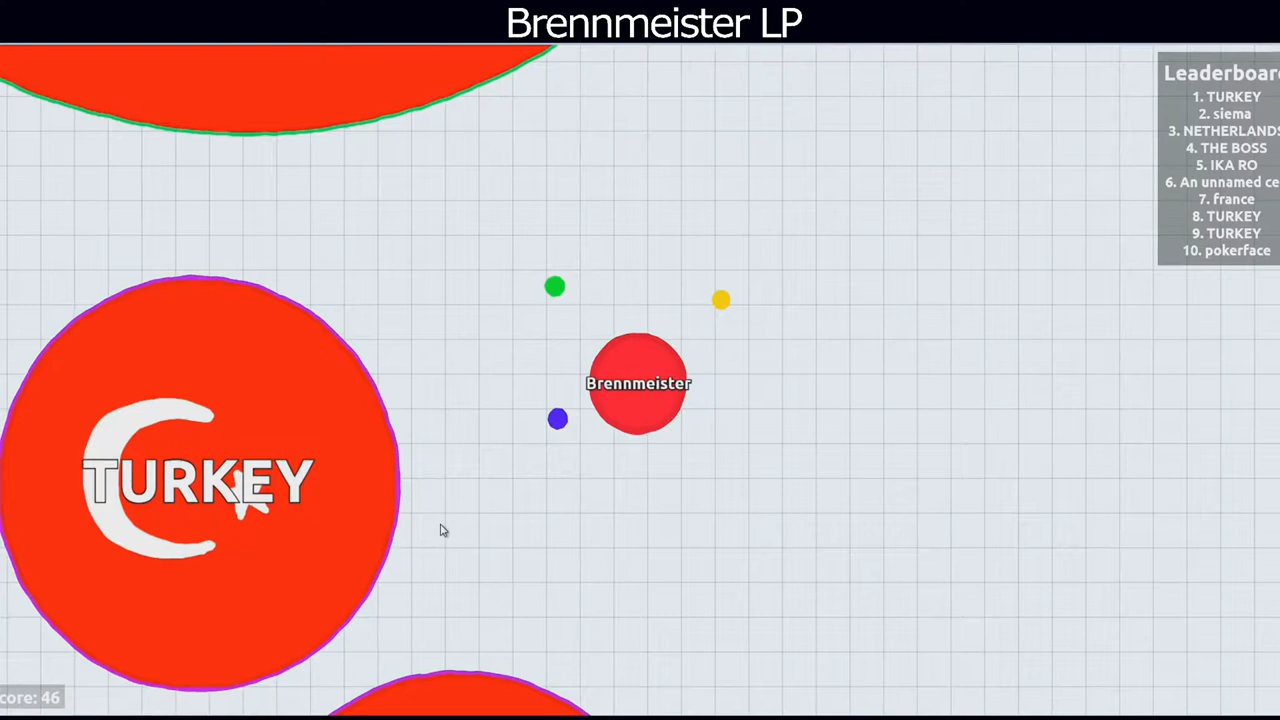 Brennmeister LP
Leaderboar
1. TURKEY
2. siema
3. NETHERLANDS
4. THE BOSS
5. IKA RO
6. An unnamed ce
7. france
8. TURKEY
9. TURKEY
10. pokerface
Brennmeister
TURKEY
core: 46